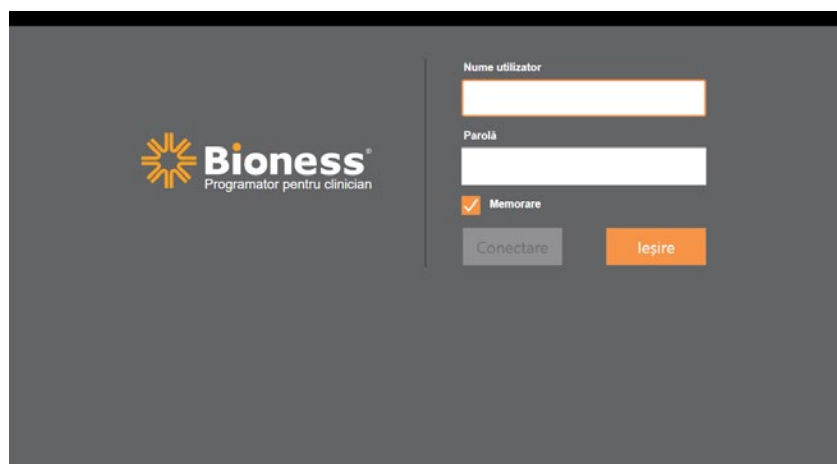 Nume utilizator
Parolă
Bioness®
Programator pentru clinician
Memorare
Conectare
Ieșire